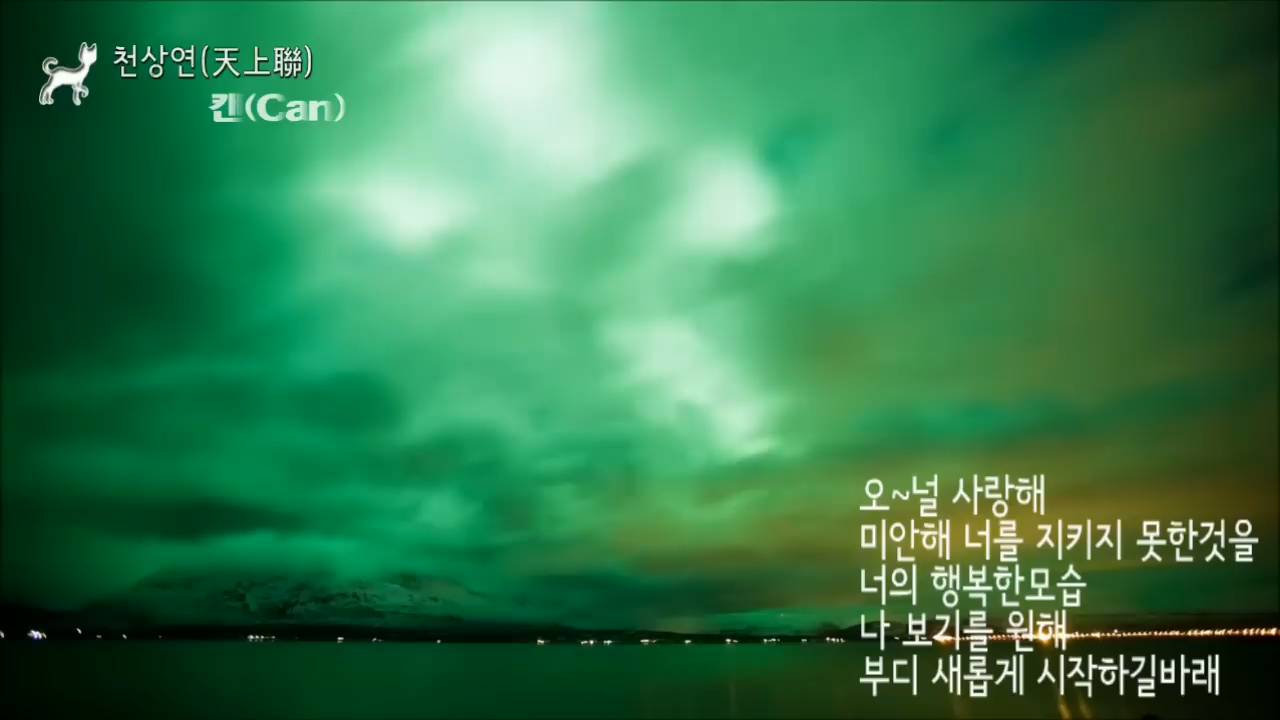 천상연(天上聯)
캔(Can)
오~널 사랑해
미안해 너를 지키지 못한것을
너의 행복한모습
나 보기를 원해
부디 새롭게 시작하길바래